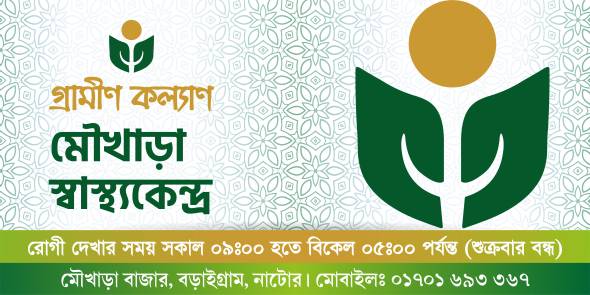 গ্রামীণ কল্যাণ
মৌখাড়া
স্বাস্থ্যকেন্দ্র
রোগী দেখার সময় সকাল ০৯ঃ০০ হতে বিকেল ০৫ঃ০০ পর্যন্ত (শুক্রবার বন্ধ)
মৌখাড়া বাজার, বড়াইগ্রাম, নাটোর। মোবাইলঃ ০১৭০১ ৬৯৩ ৩৬৭